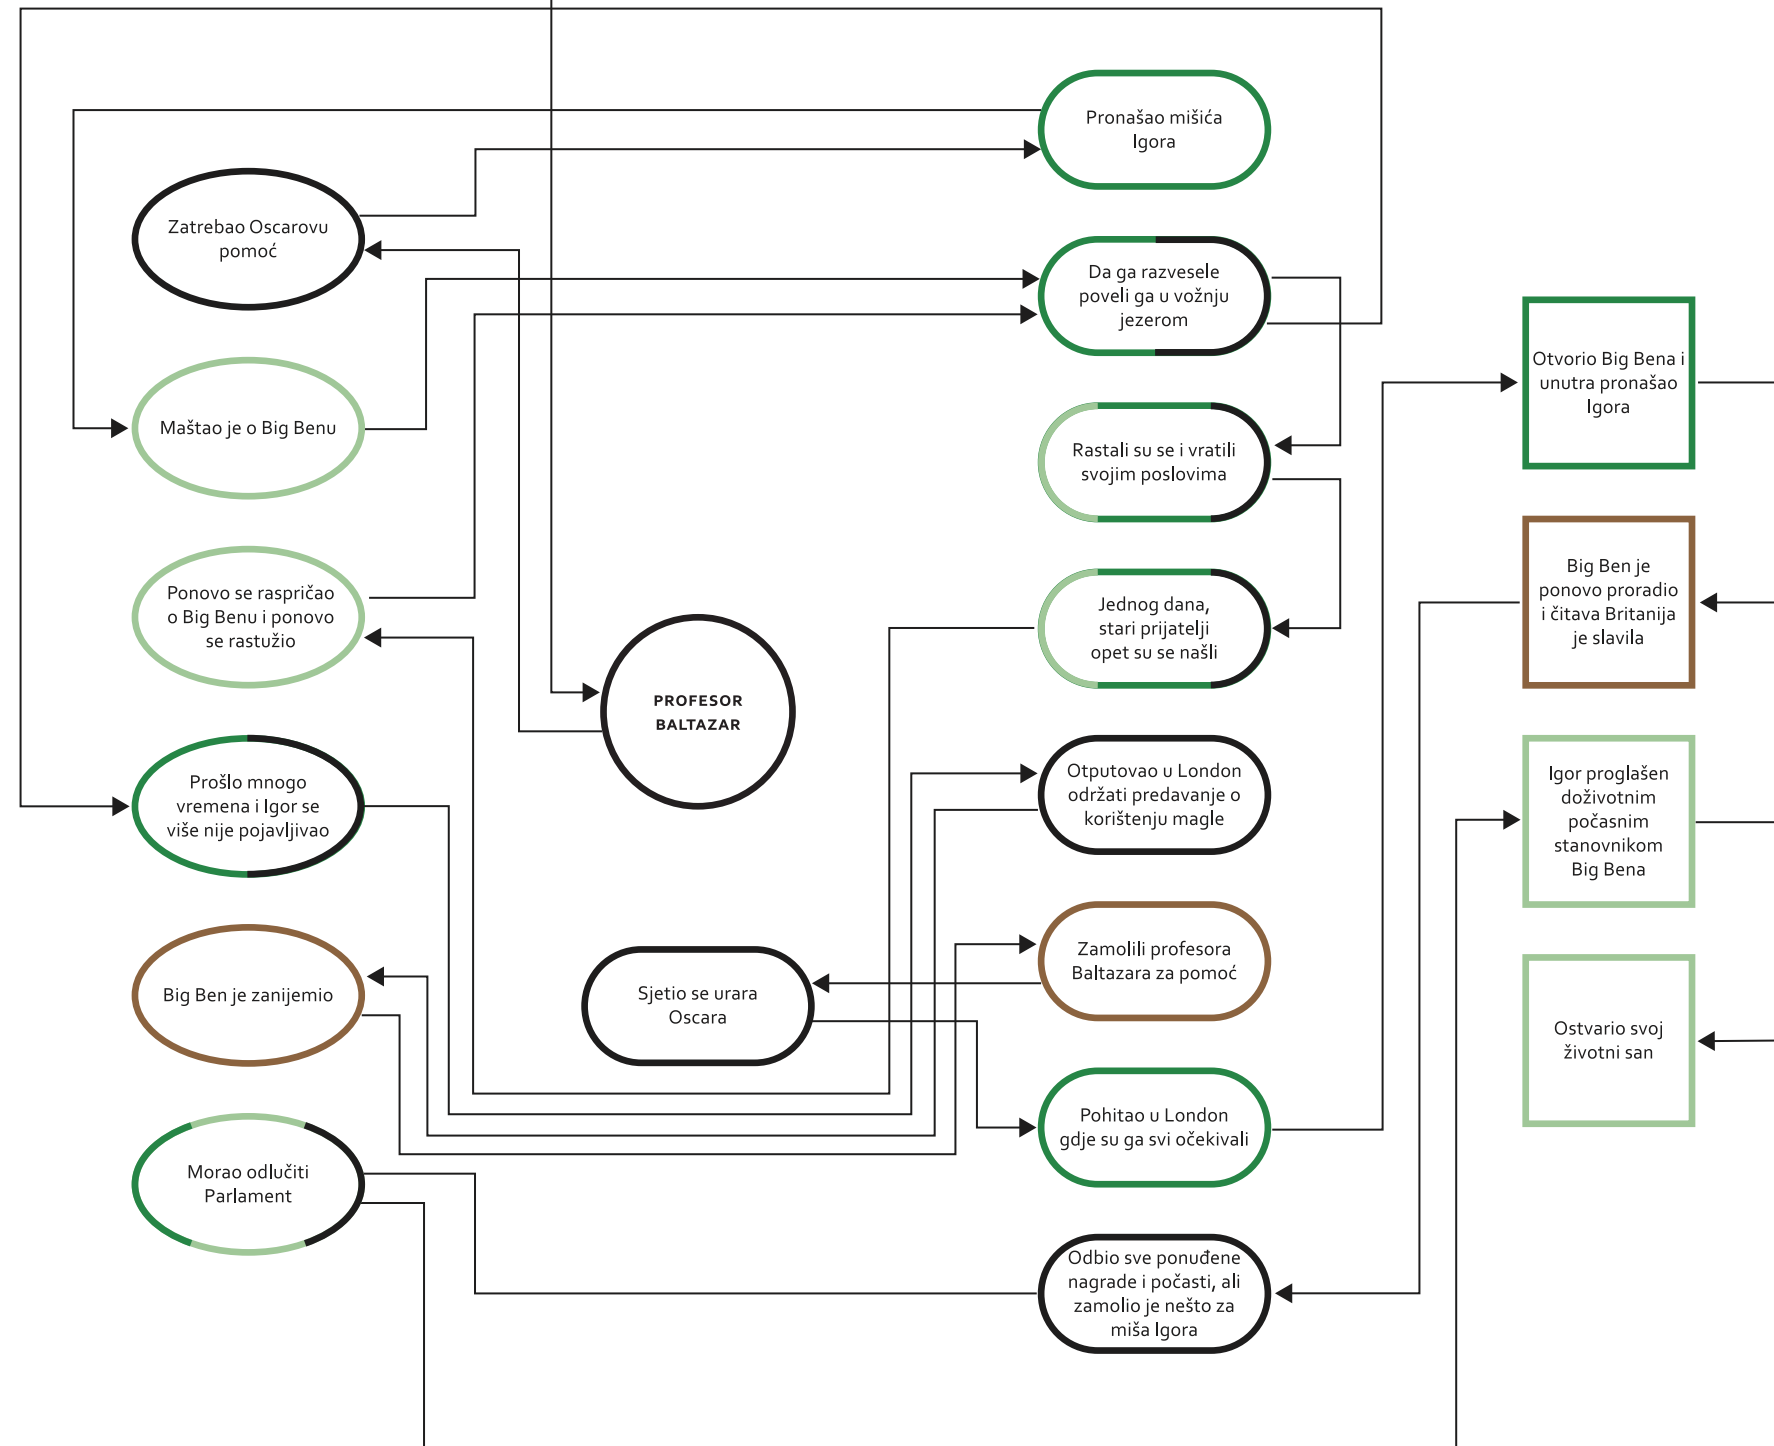 Zatrebao Oscarovu
pomoć
Maštao je o Big Benu
Ponovo se raspričao
o Big Benu i ponovo
se rastužio
Prošlo mnogo
vremena i Igor se
više nije pojavljivao
Big Ben je zanijemio
Morao odlučiti
Parlament
PROFESOR
BALTAZAR
Sjetio se urara
Oscara
Pronašao mišića
Igora
Da ga razvesele
poveli ga u vožnju
jezerom
Rastali su se i vratili
svojim poslovima
Jednog dana,
stari prijatelji
opet su se našli
Otputovao u London
održati predavanje o
korištenju magle
Zamolili profesora
Baltazara za pomoć
Pohitao u London
gdje su ga svi očekivali
Odbio sve ponuđene
nagrade i počasti, ali
zamolio je nešto za
miša Igora
Otvorio Big Bena i
unutra pronašao
Igora
Big Ben je
ponovo proradio
i čitava Britanija
je slavila
Igor proglašen
doživotnim
počasnim
stanovnikom
Big Bena
Ostvario svoj
životni san